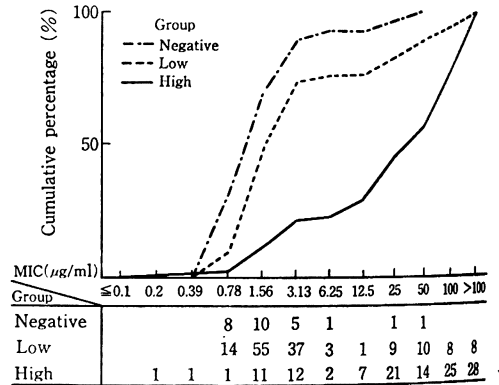 Cumulative percentage (%)
100
50
Group
Negative
Low
High
MIC(μg/ml) ≦0.1 0.2 0.39 0.78 1.56 3.13 6.25 12.5 25 50 100 >100
Group
Negative 8 10 5 1 1 1
Low 14 55 37 3 1 9 10 8 8
High 1 1 1 11 12 2 7 21 14 25 28